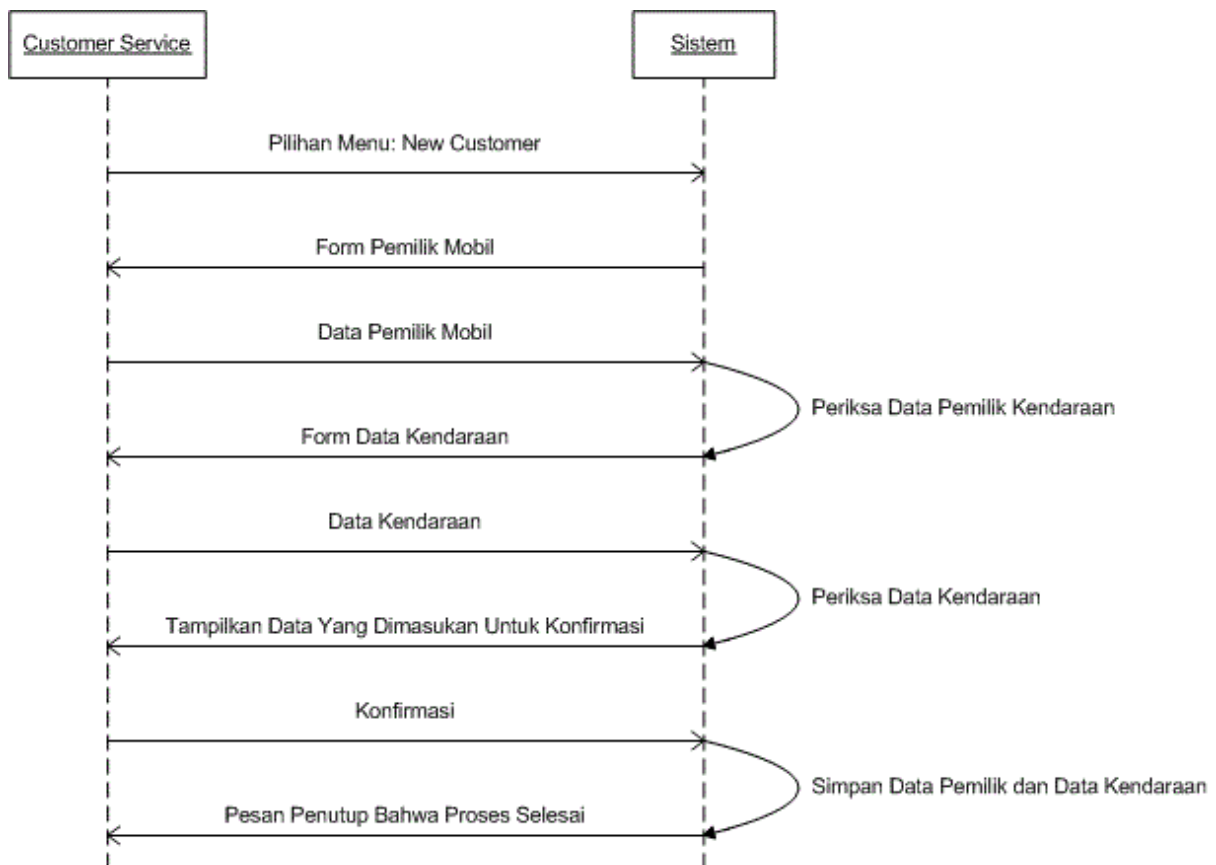 Customer Service
Sistem
Pilihan Menu: New Customer
Form Pemilik Mobil
Data Pemilik Mobil
Periksa Data Pemilik Kendaraan
Form Data Kendaraan
Data Kendaraan
Periksa Data Kendaraan
Tampilkan Data Yang Dimasukan Untuk Konfirmasi
Konfirmasi
Simpan Data Pemilik dan Data Kendaraan
Pesan Penutup Bahwa Proses Selesai